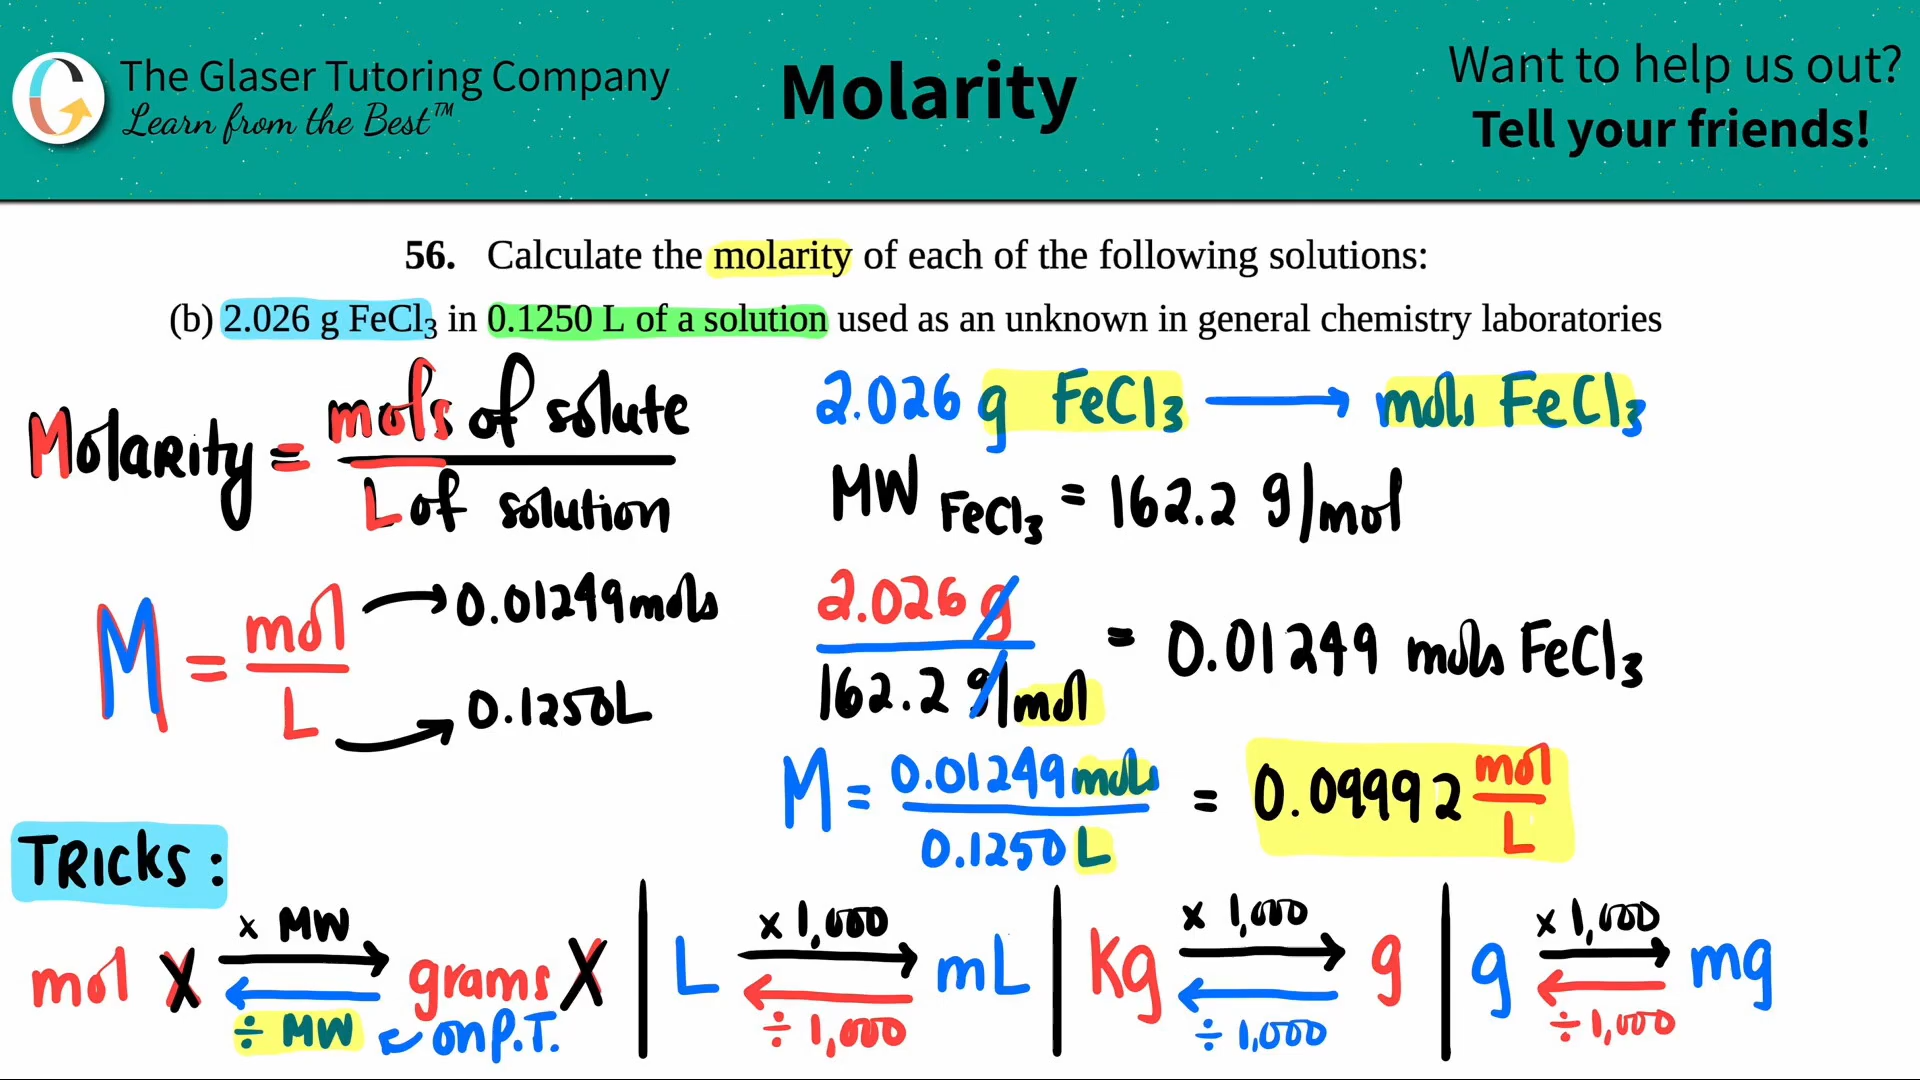 The Glaser Tutoring Company
Learn from the Best™
Molarity
Want to help us out?
Tell your friends!
56. Calculate the molarity of each of the following solutions:
(b) 2.026 g FeCl₃ in 0.1250 L of a solution used as an unknown in general chemistry laboratories
Molarity = mols of solute
L of solution
M = mol → 0.01249 mols
L → 0.1250L
2.026 g FeCl₃ → mols FeCl₃
MW FeCl₃ = 162.2 g/mol
2.026 g
162.2 g/mol
= 0.01249 mols FeCl₃
M = 0.01249 mols
0.1250 L
= 0.09992 mol
L
TRICKS:
mol X
x MW
÷ MW
grams X
on P.T.
L
x 1,000
÷ 1,000
mL
Kg
x 1,000
÷ 1,000
g
g
x 1,000
÷ 1,000
mg